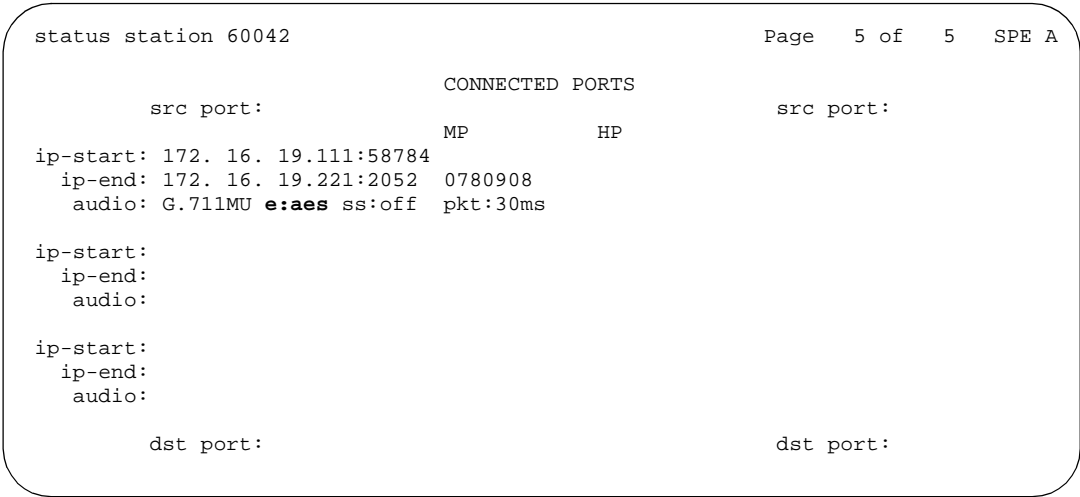 status station 60042 Page 5 of 5 SPE A
CONNECTED PORTS
src port: src port:
MP HP
ip-start: 172. 16. 19.111:58784
ip-end: 172. 16. 19.221:2052 0780908
audio: G.711MU e:aes ss:off pkt:30ms
ip-start:
ip-end:
audio:
ip-start:
ip-end:
audio:
dst port: dst port: